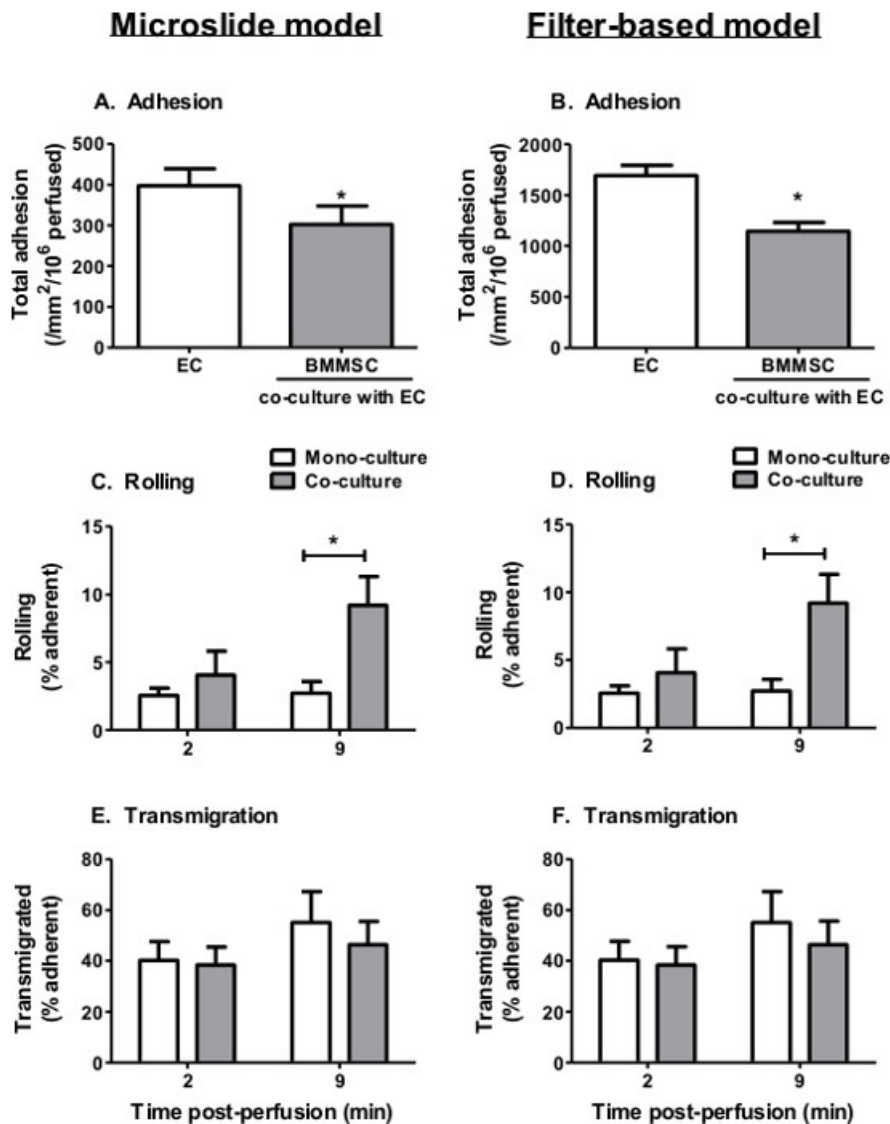 Microslide model
Filter-based model
A. Adhesion
Total adhesion
(/mm²/10⁶ perfused)
500
400
300
200
100
0
*
EC
BMMSC
co-culture with EC
B. Adhesion
Total adhesion
(/mm²/10⁶ perfused)
2000
1500
1000
500
0
*
EC
BMMSC
co-culture with EC
C. Rolling
Mono-culture
Co-culture
Rolling
(% adherent)
15
10
5
0
*
2
9
D. Rolling
Mono-culture
Co-culture
Rolling
(% adherent)
15
10
5
0
*
2
9
E. Transmigration
Transmigrated
(% adherent)
80
60
40
20
0
2
9
Time post-perfusion (min)
F. Transmigration
Transmigrated
(% adherent)
80
60
40
20
0
2
9
Time post-perfusion (min)